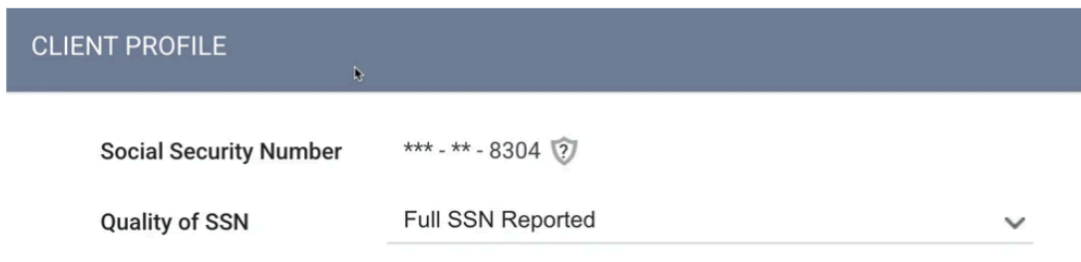 CLIENT PROFILE
Social Security Number *** - ** - 8304 ?
Quality of SSN Full SSN Reported